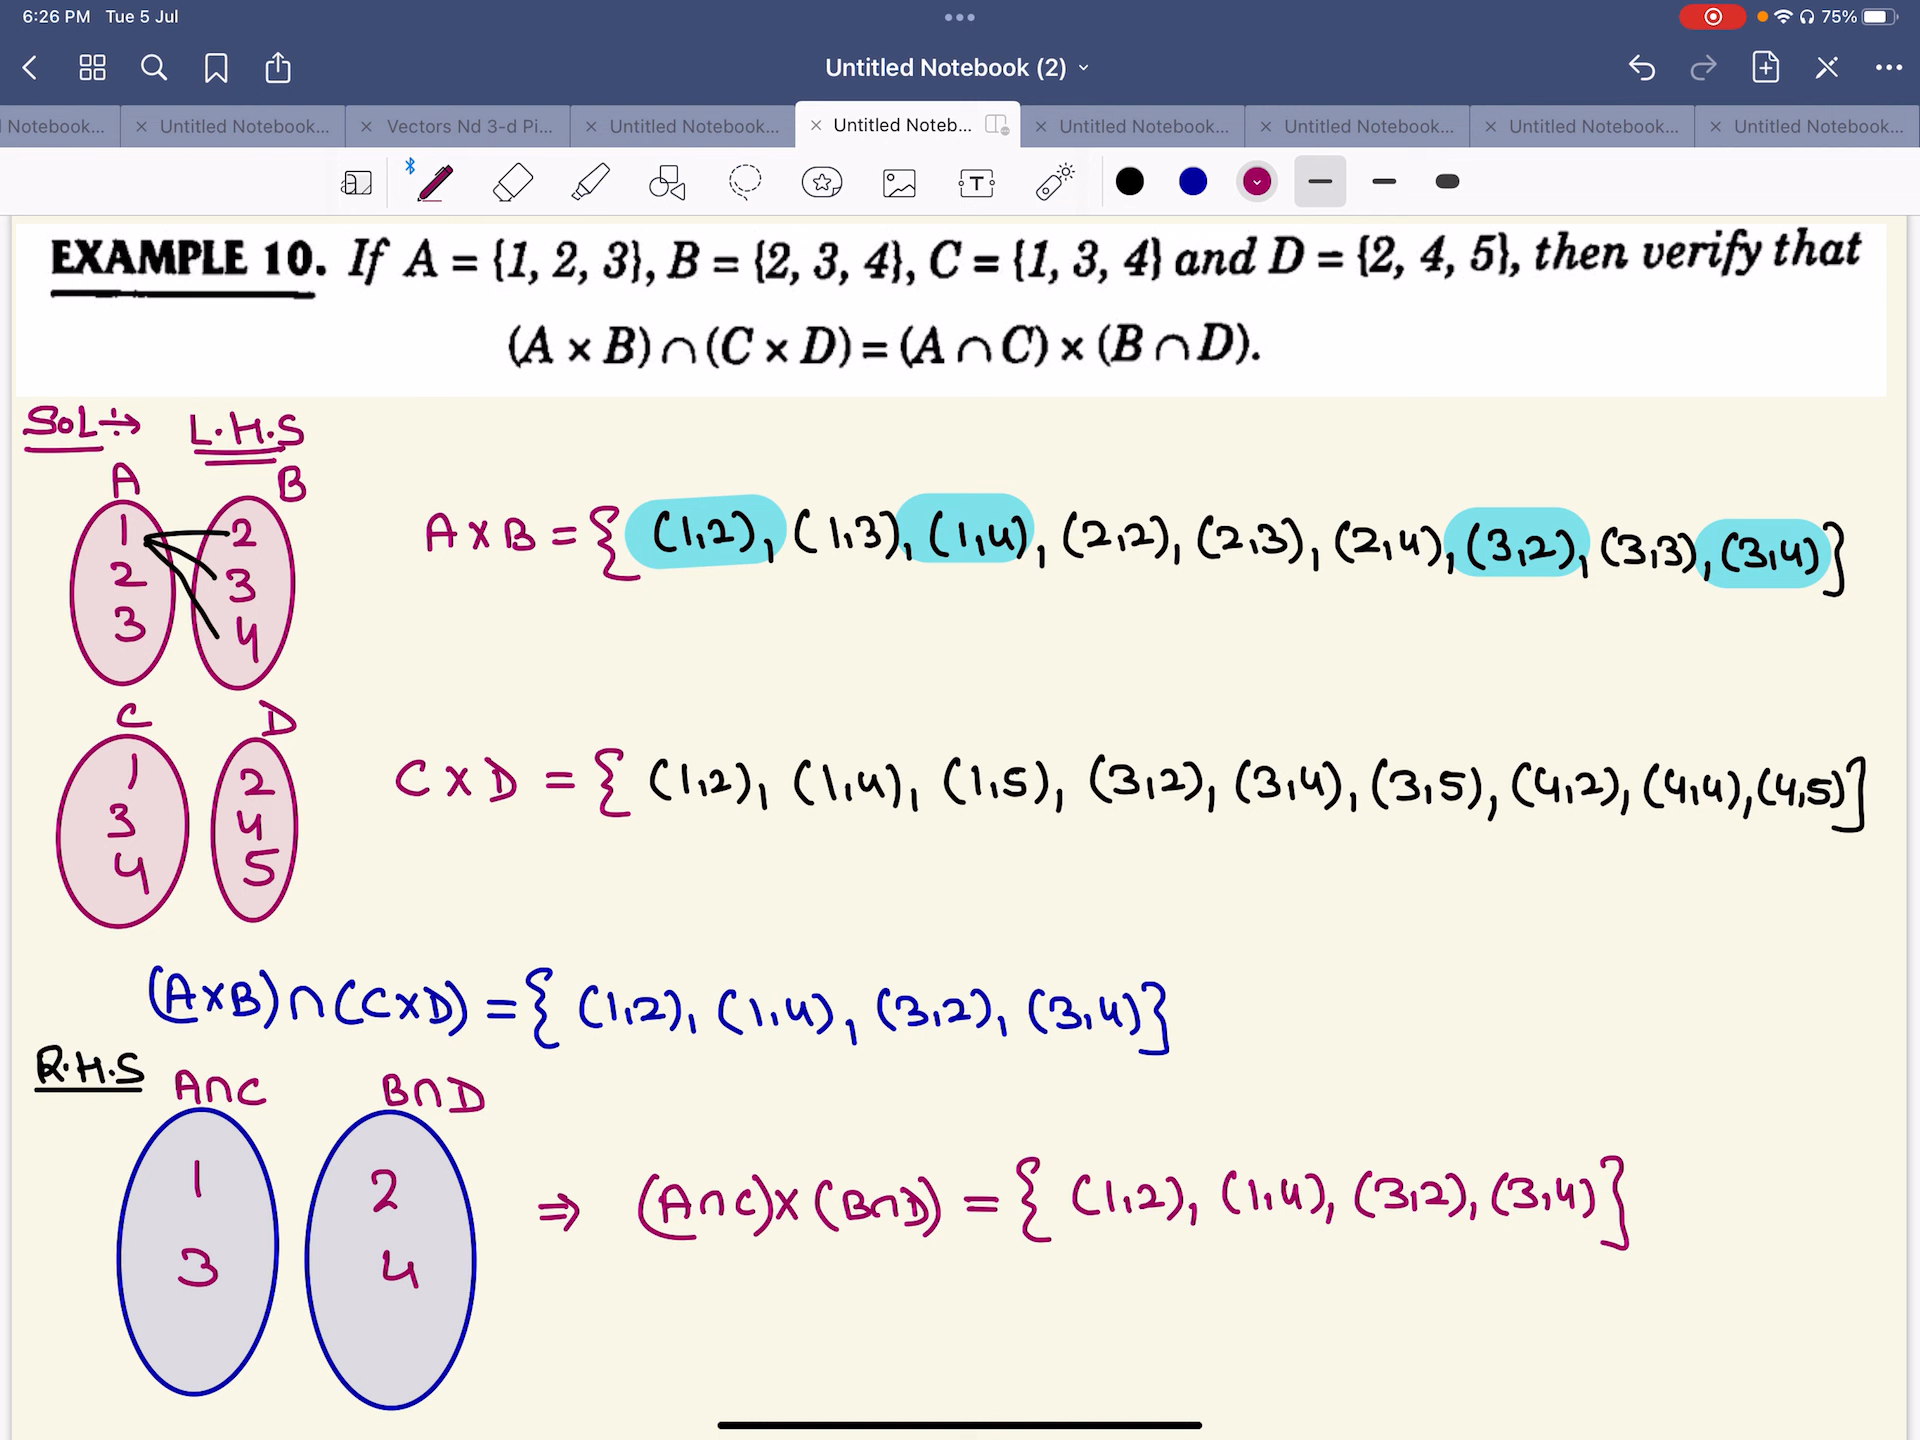 6:26 PM Tue 5 Jul
75%
Untitled Notebook (2)
Notebook... Untitled Notebook... Vectors Nd 3-d Pi... Untitled Notebook... Untitled Noteb... Untitled Notebook... Untitled Notebook... Untitled Notebook... Untitled Notebook...
EXAMPLE 10. If A = {1, 2, 3}, B = {2, 3, 4}, C = {1, 3, 4} and D = {2, 4, 5}, then verify that
(A × B) ∩ (C × D) = (A ∩ C) × (B ∩ D).
Sol ÷→ L.H.S
A B
1 2
2 3
3 4
A × B = { (1,2), (1,3), (1,4), (2,2), (2,3), (2,4), (3,2), (3,3), (3,4) }
C D
1 2
3 4
4 5
C × D = { (1,2), (1,4), (1,5), (3,2), (3,4), (3,5), (4,2), (4,4), (4,5) }
(A×B) ∩ (C×D) = { (1,2), (1,4), (3,2), (3,4) }
R.H.S
A∩C B∩D
1 2
3 4
⇒ (A∩C) × (B∩D) = { (1,2), (1,4), (3,2), (3,4) }